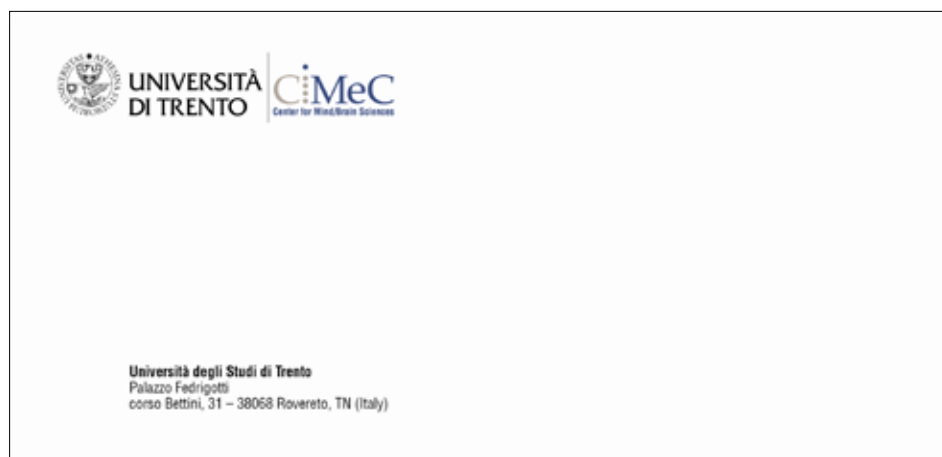 UNIVERSITÀ
DI TRENTO
CiMeC
Center for Mind/Brain Sciences
Università degli Studi di Trento
Palazzo Fedrigotti
corso Bettini, 31 – 38068 Rovereto, TN (Italy)